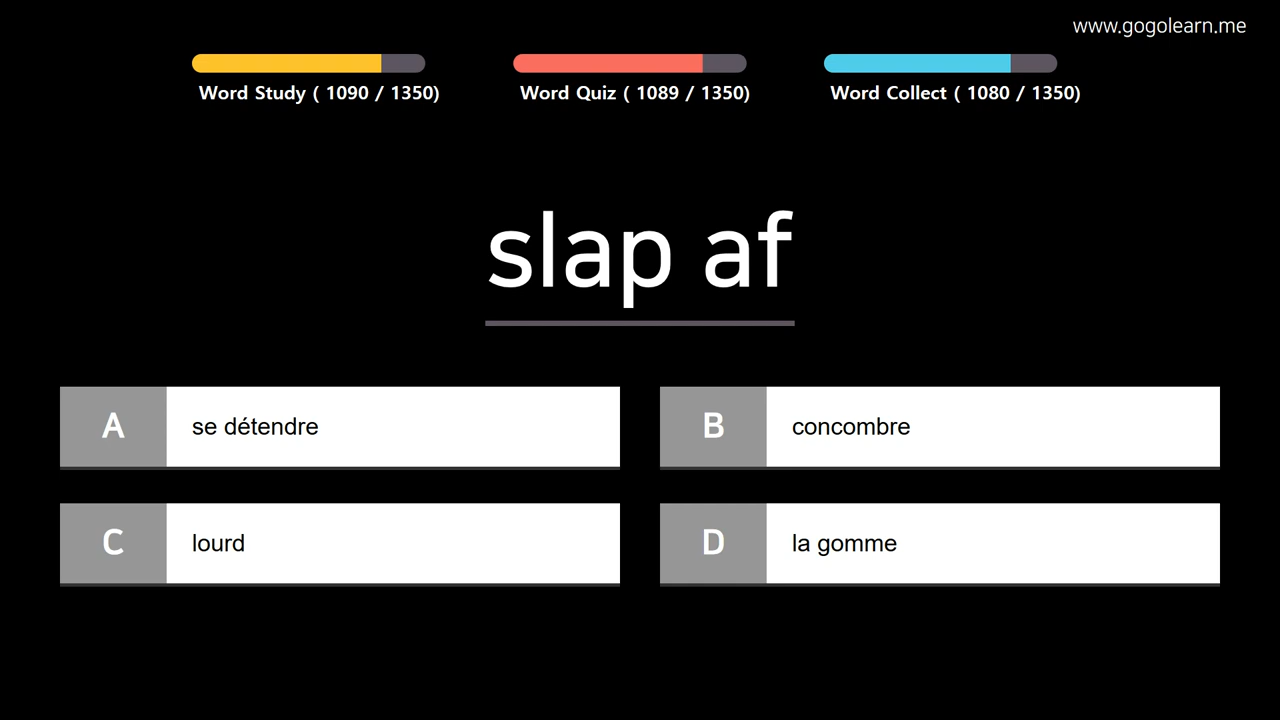 www.gogolearn.me
Word Study ( 1090 / 1350)
Word Quiz ( 1089 / 1350)
Word Collect ( 1080 / 1350)
slap af
A
se détendre
B
concombre
C
lourd
D
la gomme